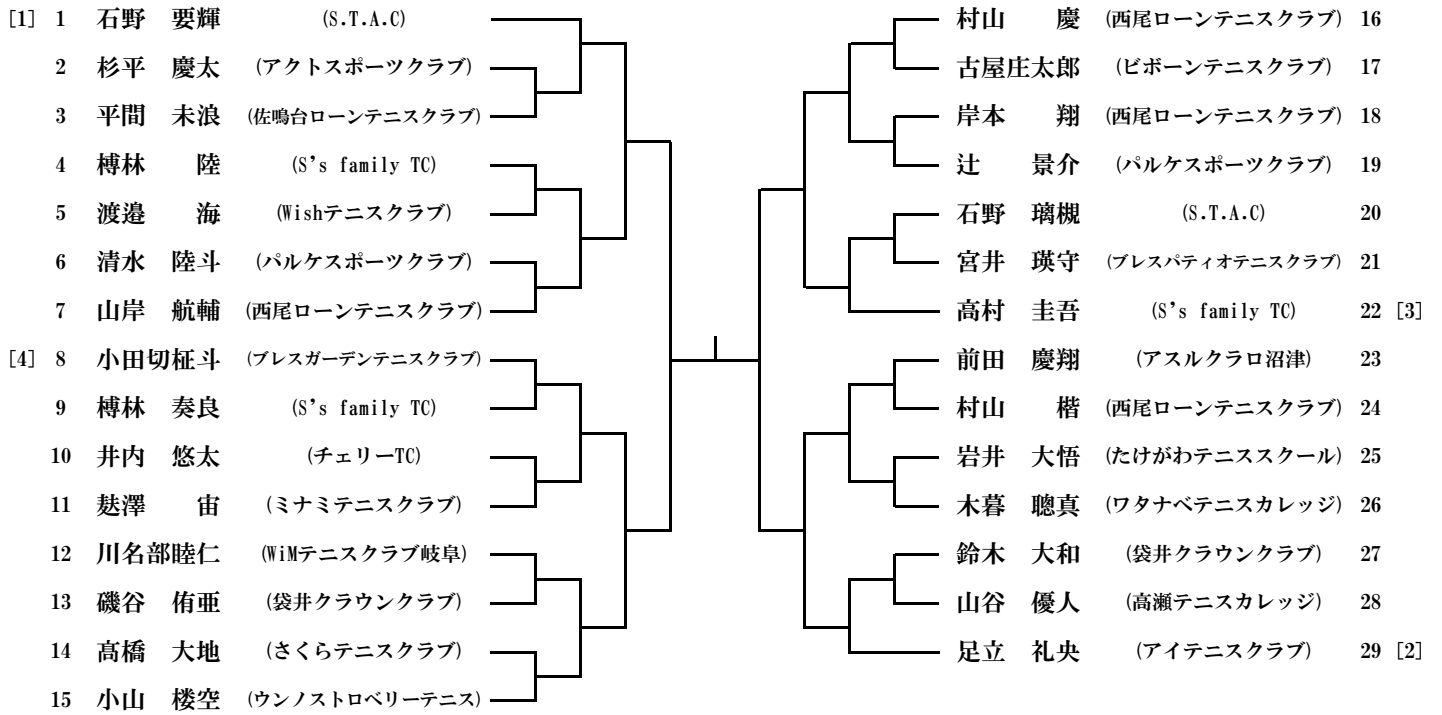 [1] 1 石野 要輝 (S.T.A.C)
2 杉平 慶太 (アクトスポーツクラブ)
3 平間 未浪 (佐鳴台ローンテニスクラブ)
4 榑林 陸 (S's family TC)
5 渡邉 海 (Wishテニスクラブ)
6 清水 陸斗 (パルケスポーツクラブ)
7 山岸 航輔 (西尾ローンテニスクラブ)
[4] 8 小田切柾斗 (ブレスガーデンテニスクラブ)
9 榑林 奏良 (S's family TC)
10 井内 悠太 (チェリーTC)
11 麸澤 宙 (ミナミテニスクラブ)
12 川名部睦仁 (WiMテニスクラブ岐阜)
13 磯谷 侑亜 (袋井クラウンクラブ)
14 髙橋 大地 (さくらテニスクラブ)
15 小山 楼空 (ウンノストロベリーテニス)
村山 慶 (西尾ローンテニスクラブ) 16
古屋庄太郎 (ビボーンテニスクラブ) 17
岸本 翔 (西尾ローンテニスクラブ) 18
辻 景介 (パルケスポーツクラブ) 19
石野 璃槻 (S.T.A.C) 20
宮井 瑛守 (ブレスパティオテニスクラブ) 21
高村 圭吾 (S's family TC) 22 [3]
前田 慶翔 (アスルクラロ沼津) 23
村山 楷 (西尾ローンテニスクラブ) 24
岩井 大悟 (たけがわテニススクール) 25
木暮 聰真 (ワタナベテニスカレッジ) 26
鈴木 大和 (袋井クラウンクラブ) 27
山谷 優人 (高瀬テニスカレッジ) 28
足立 礼央 (アイテニスクラブ) 29 [2]